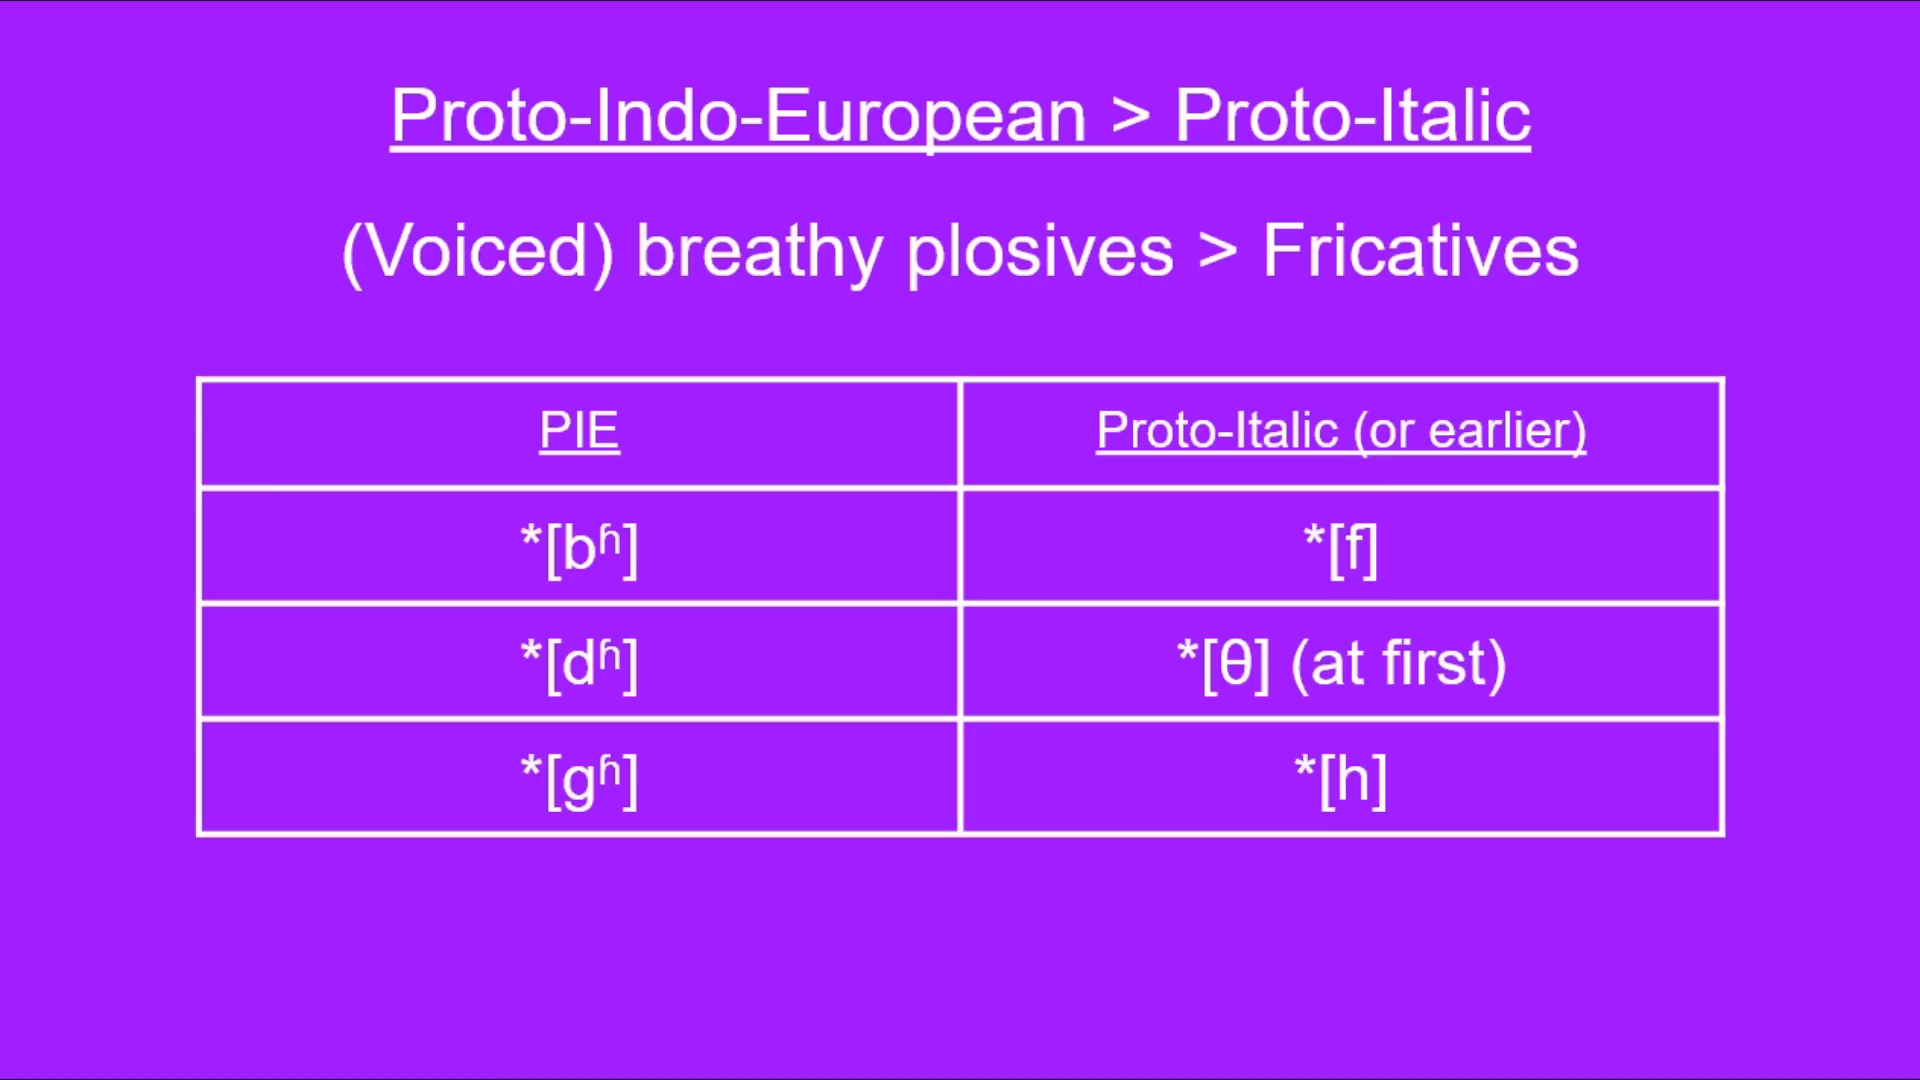 Proto-Indo-European > Proto-Italic
(Voiced) breathy plosives > Fricatives
PIE
Proto-Italic (or earlier)
*[bʱ]
*[f]
*[dʱ]
*[θ] (at first)
*[gʱ]
*[h]